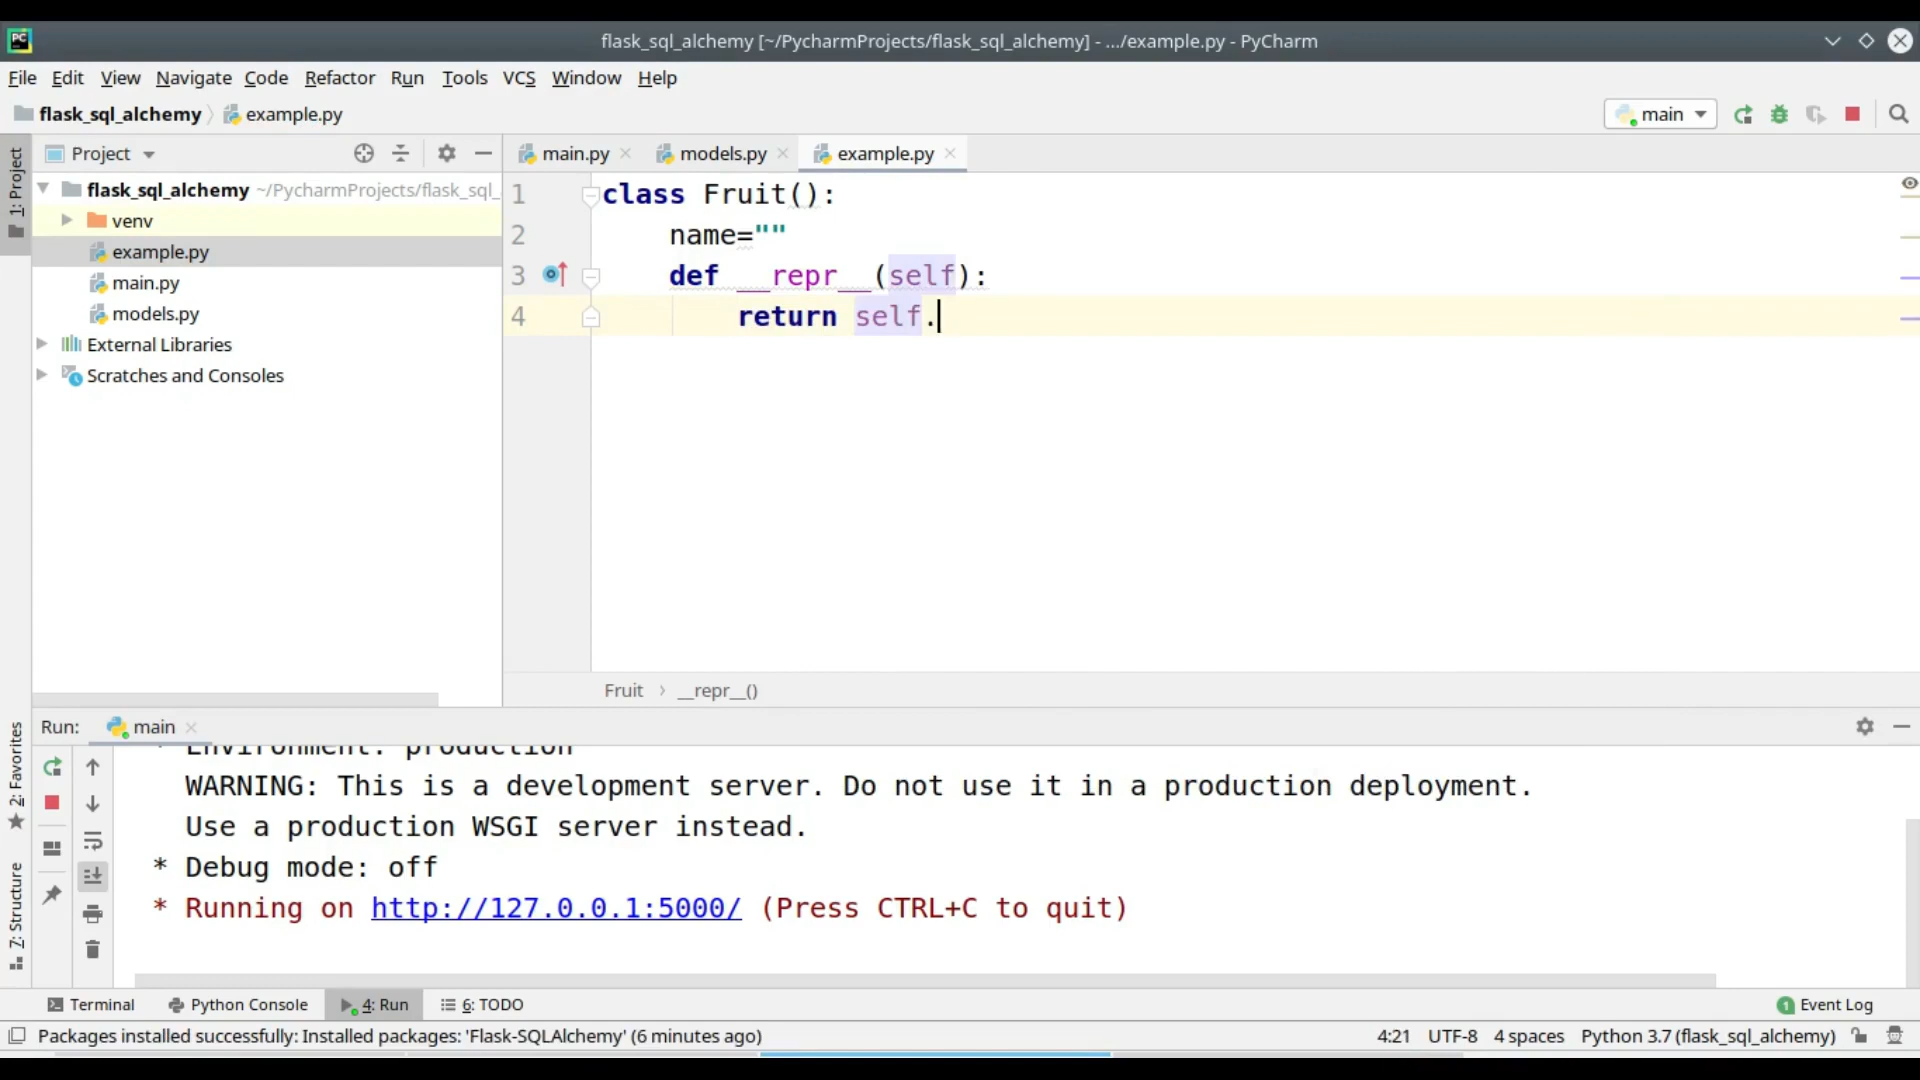 PC
flask_sql_alchemy [~/PycharmProjects/flask_sql_alchemy] - .../example.py - PyCharm
File Edit View Navigate Code Refactor Run Tools VCS Window Help
flask_sql_alchemy example.py main
1: Project
Project
main.py models.py example.py
flask_sql_alchemy ~/PycharmProjects/flask_sql_
venv
example.py
main.py
models.py
External Libraries
Scratches and Consoles
1 class Fruit():
2 name=""
3 def __repr__(self):
4 return self.
Fruit › __repr__()
Run: main
2: Favorites
7: Structure
* Environment: production
WARNING: This is a development server. Do not use it in a production deployment.
Use a production WSGI server instead.
* Debug mode: off
* Running on http://127.0.0.1:5000/ (Press CTRL+C to quit)
Terminal Python Console 4: Run 6: TODO 1 Event Log
Packages installed successfully: Installed packages: 'Flask-SQLAlchemy' (6 minutes ago) 4:21 UTF-8 4 spaces Python 3.7 (flask_sql_alchemy)